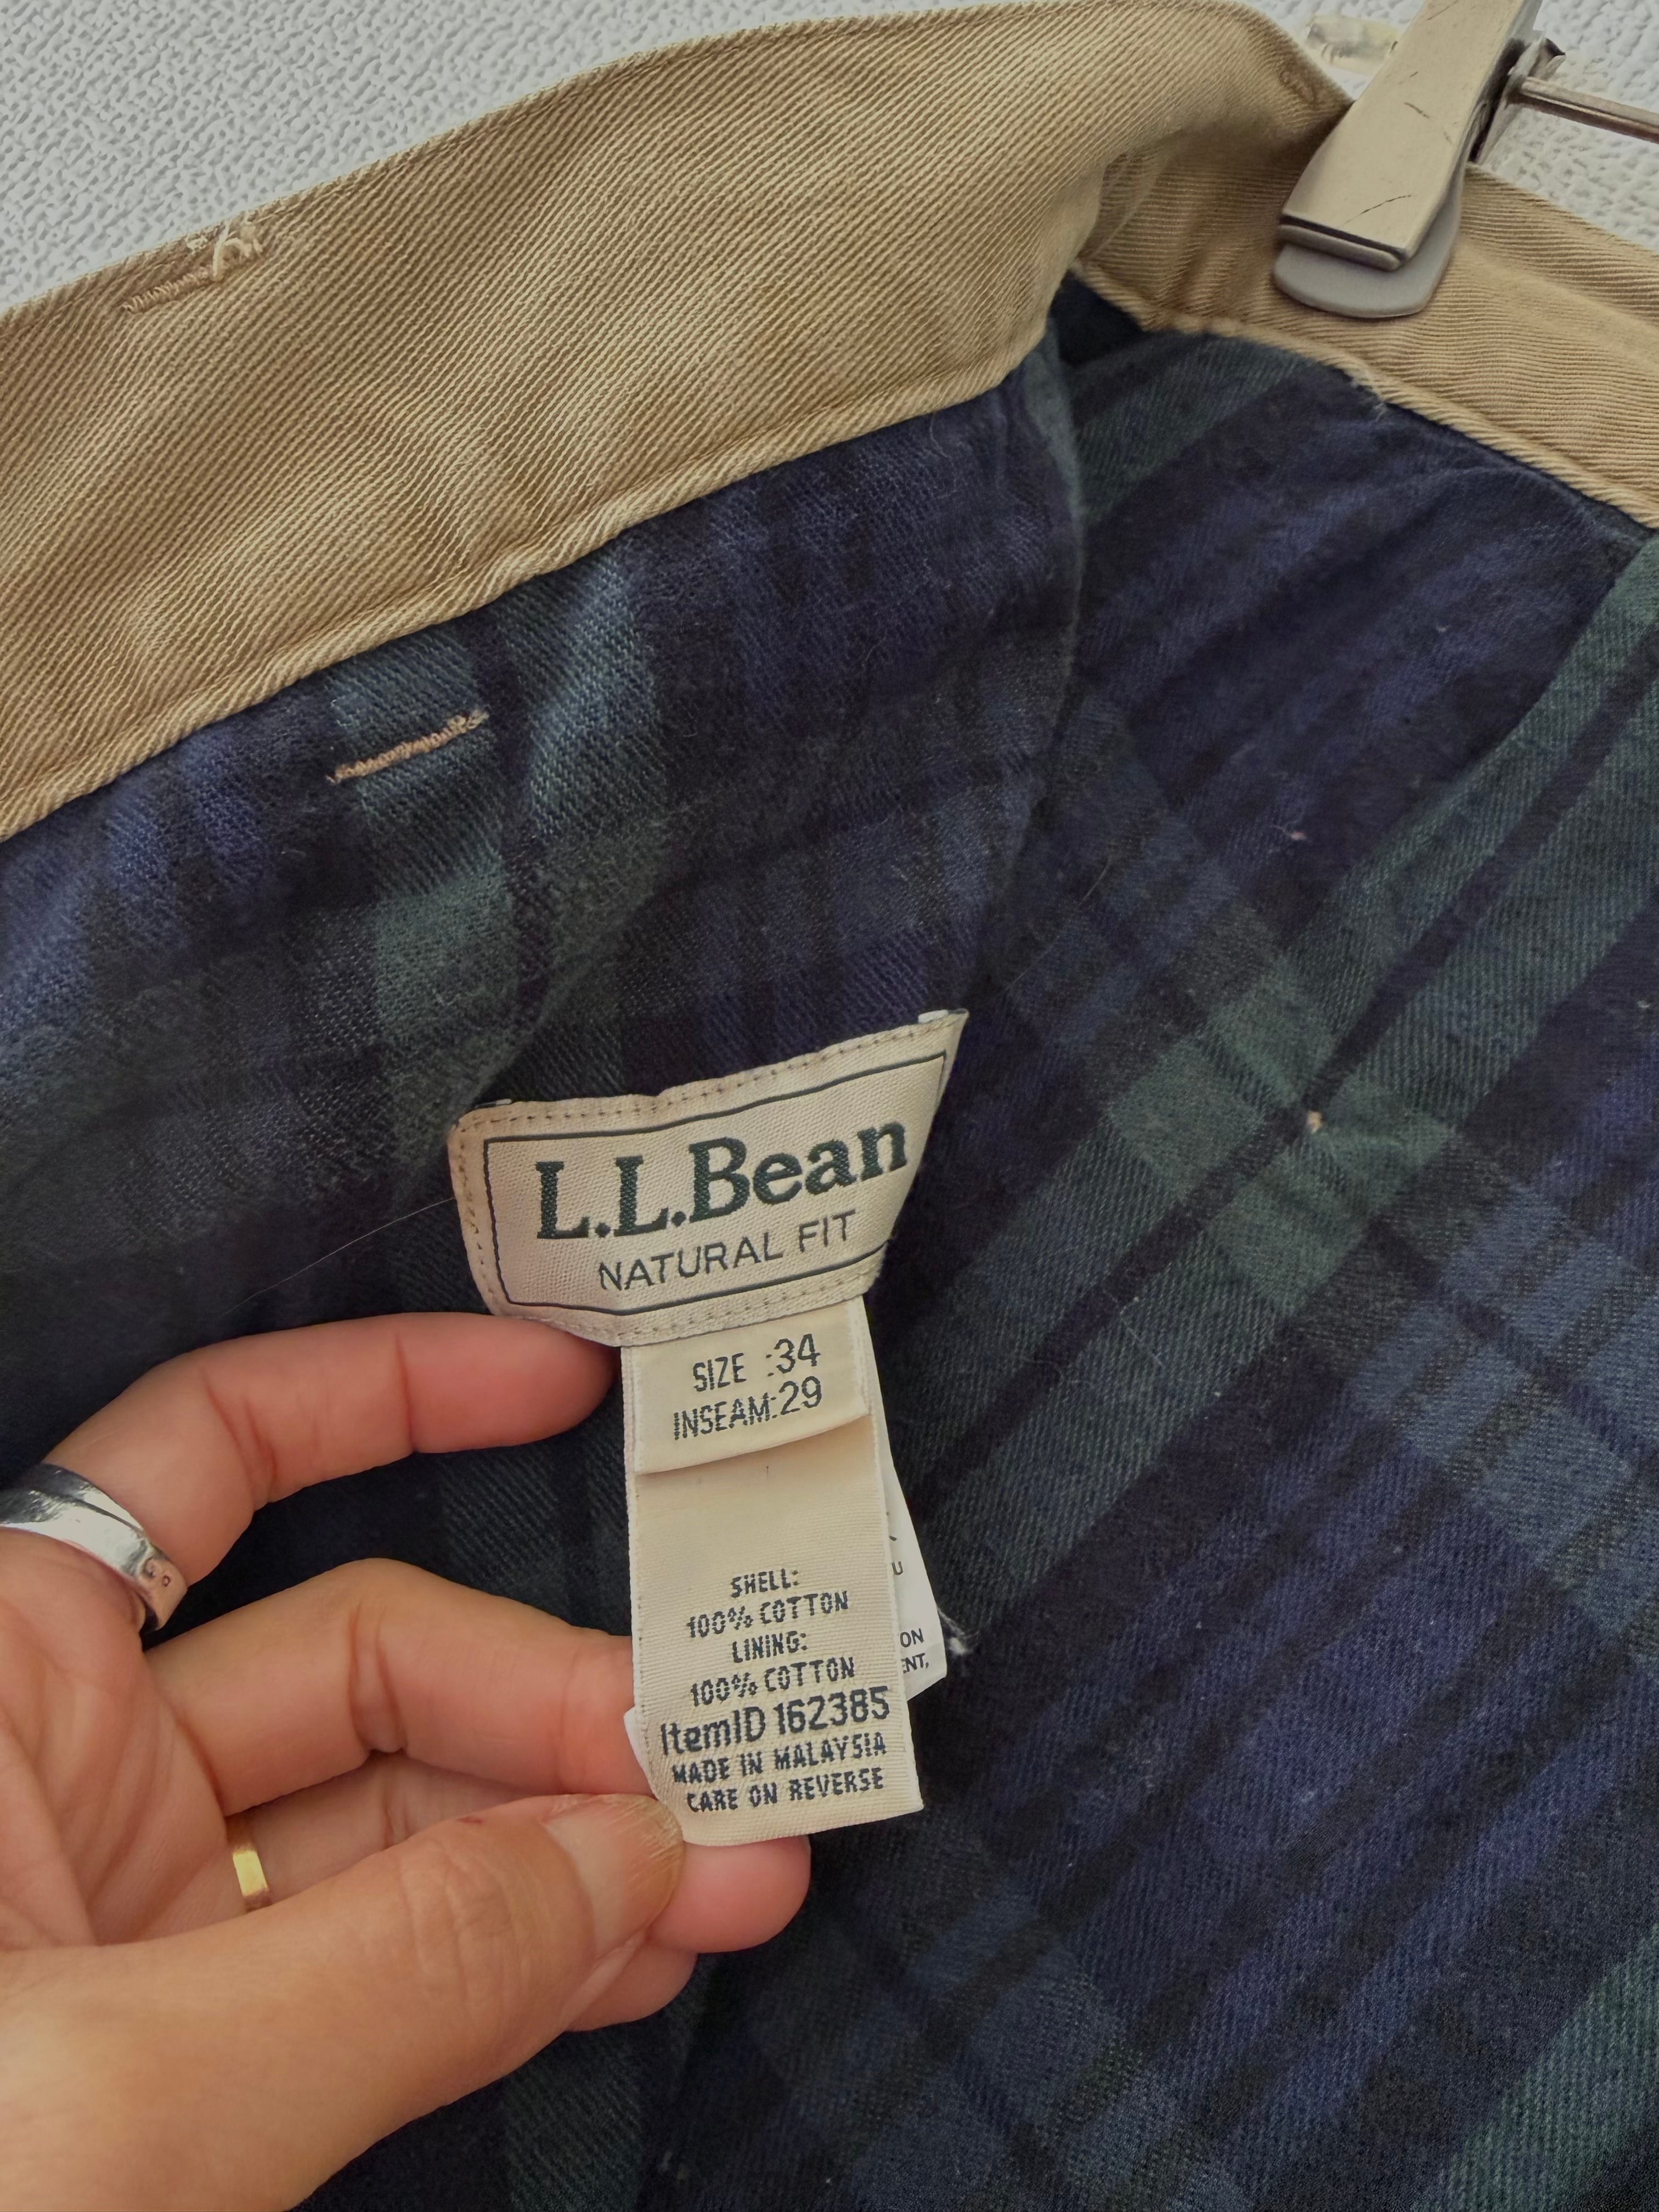 L.L.Bean
NATURAL FIT
SIZE :34
INSEAM:29
SHELL:
100% COTTON
LINING:
100% COTTON
ItemID 162385
MADE IN MALAYSIA
CARE ON REVERSE